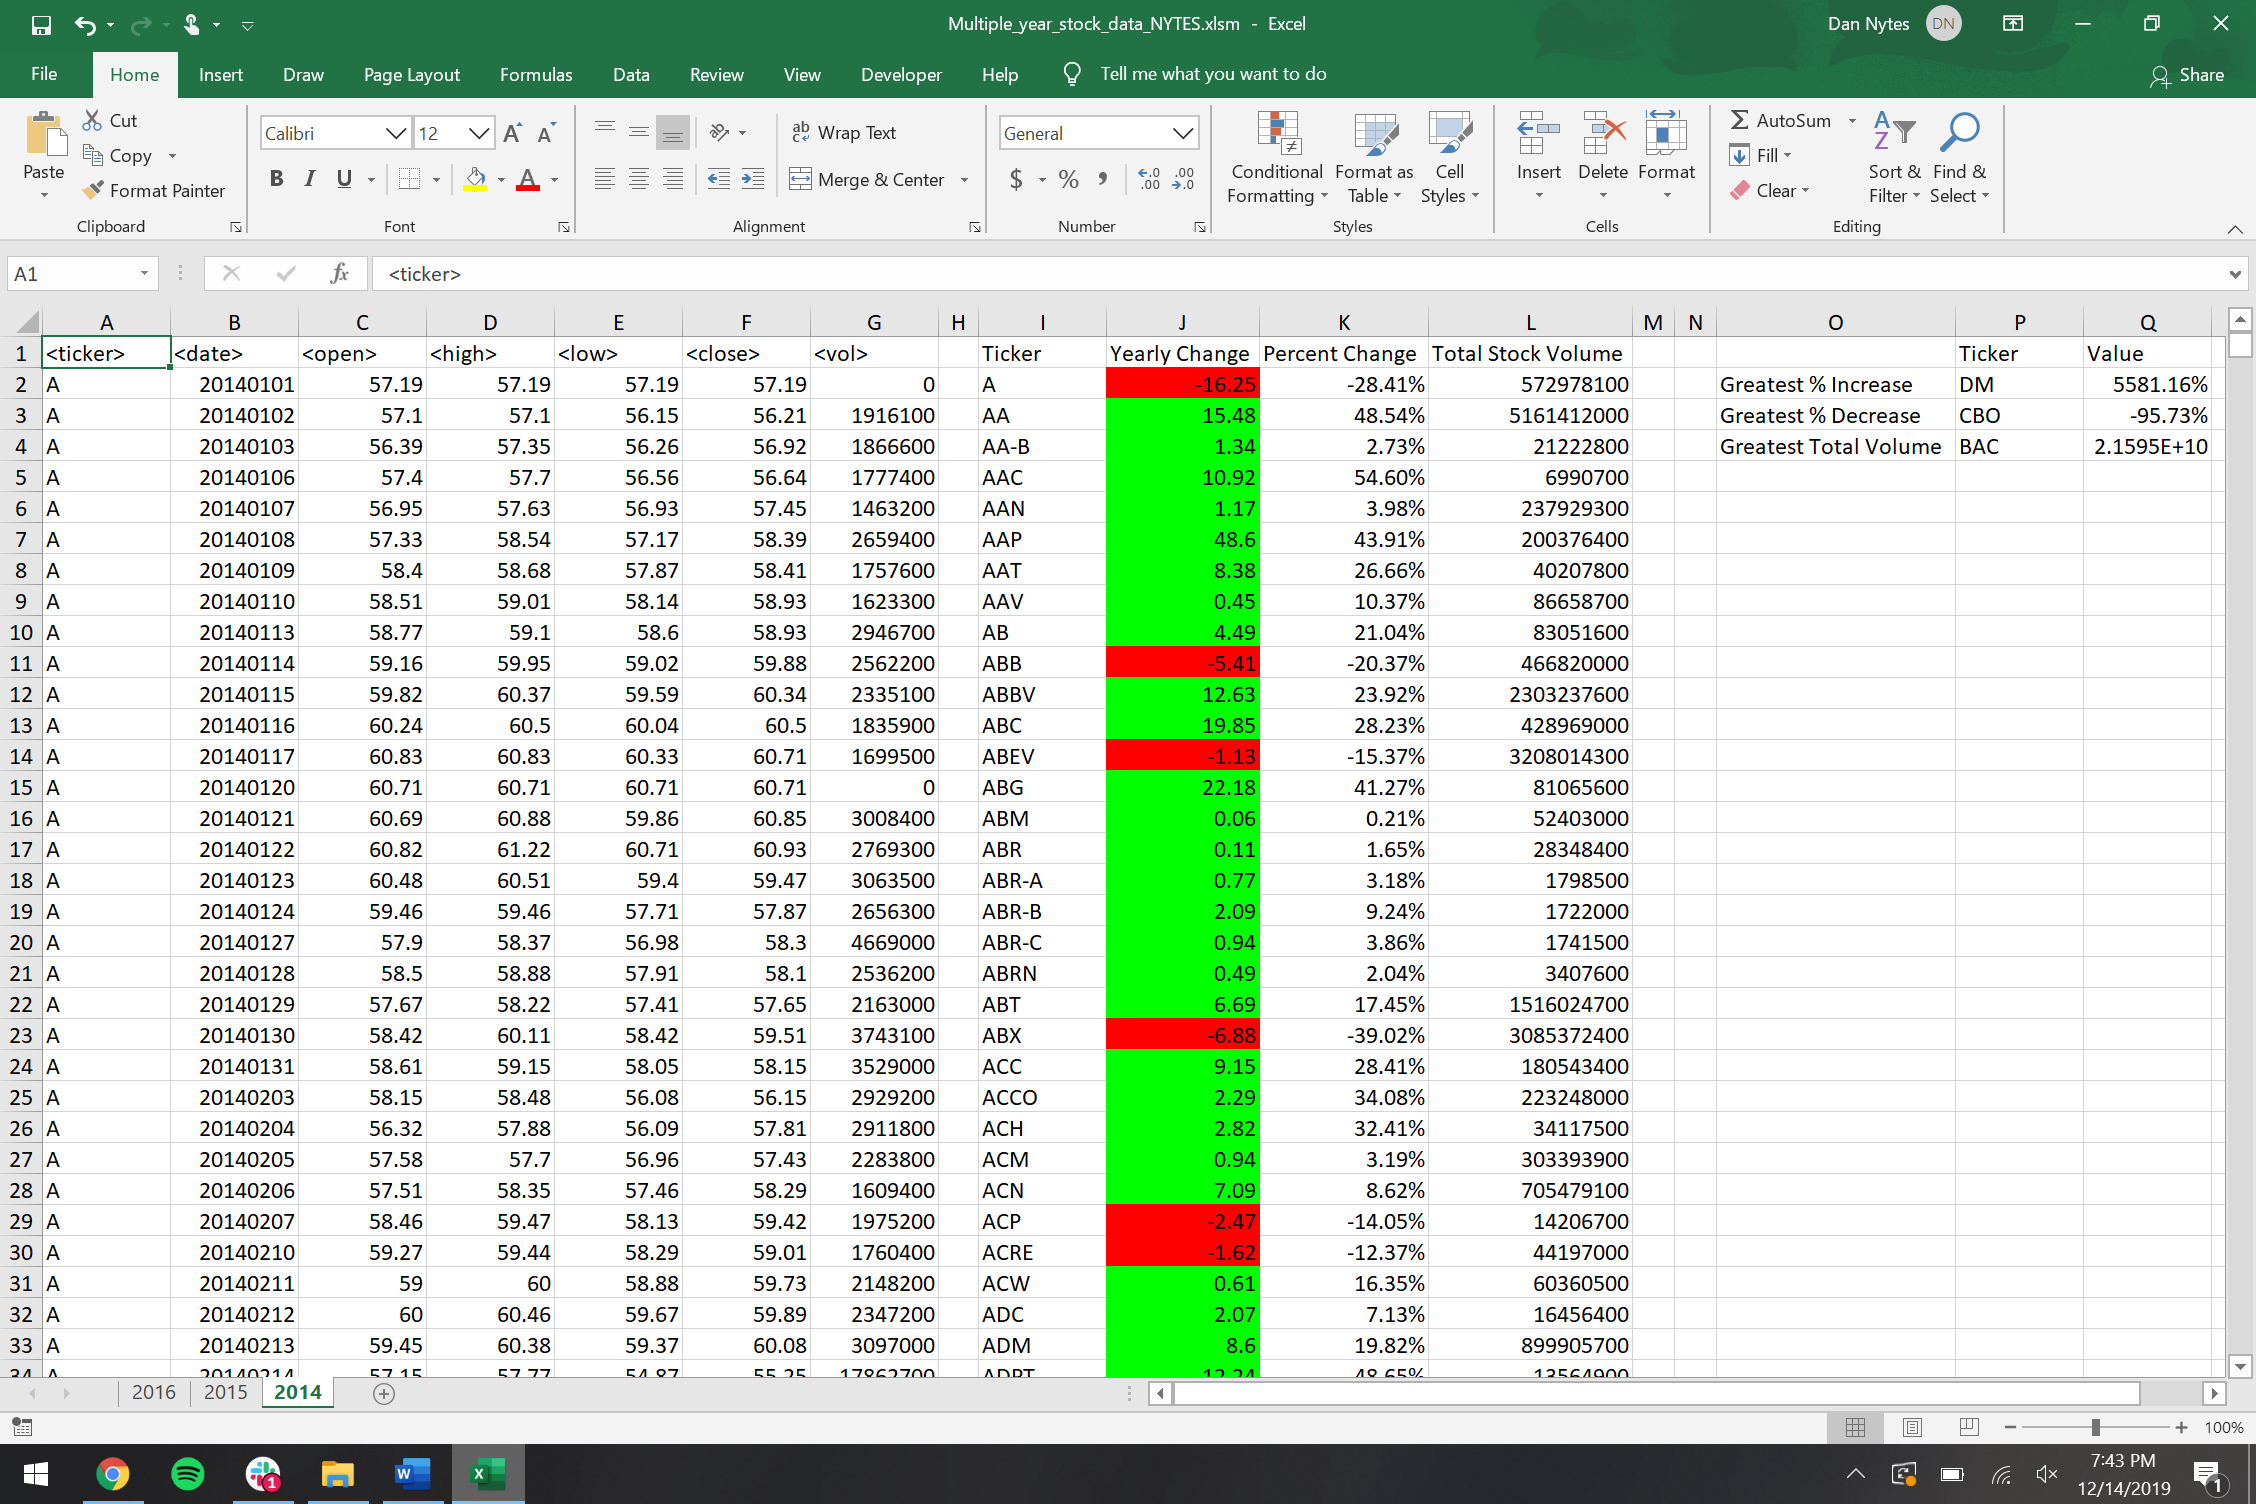 Multiple_year_stock_data_NYTES.xlsm - Excel
Dan Nytes DN
File Home Insert Draw Page Layout Formulas Data Review View Developer Help Tell me what you want to do Share
Paste Cut Copy Format Painter
Clipboard
Calibri 12
B I U A
Font
ab Wrap Text
Merge & Center
Alignment
General
$ % , .00 .0
Number
Conditional Formatting Format as Table Cell Styles
Styles
Insert Delete Format
Cells
AutoSum Fill Clear Sort & Filter Find & Select
Editing
A1 fx <ticker>
A B C D E F G H I J K L M N O P Q
1 <ticker> <date> <open> <high> <low> <close> <vol> Ticker Yearly Change Percent Change Total Stock Volume Ticker Value
2 A 20140101 57.19 57.19 57.19 57.19 0 A -16.25 -28.41% 572978100 Greatest % Increase DM 5581.16%
3 A 20140102 57.1 57.1 56.15 56.21 1916100 AA 15.48 48.54% 5161412000 Greatest % Decrease CBO -95.73%
4 A 20140103 56.39 57.35 56.26 56.92 1866600 AA-B 1.34 2.73% 21222800 Greatest Total Volume BAC 2.1595E+10
5 A 20140106 57.4 57.7 56.56 56.64 1777400 AAC 10.92 54.60% 6990700
6 A 20140107 56.95 57.63 56.93 57.45 1463200 AAN 1.17 3.98% 237929300
7 A 20140108 57.33 58.54 57.17 58.39 2659400 AAP 48.6 43.91% 200376400
8 A 20140109 58.4 58.68 57.87 58.41 1757600 AAT 8.38 26.66% 40207800
9 A 20140110 58.51 59.01 58.14 58.93 1623300 AAV 0.45 10.37% 86658700
10 A 20140113 58.77 59.1 58.6 58.93 2946700 AB 4.49 21.04% 83051600
11 A 20140114 59.16 59.95 59.02 59.88 2562200 ABB -5.41 -20.37% 466820000
12 A 20140115 59.82 60.37 59.59 60.34 2335100 ABBV 12.63 23.92% 2303237600
13 A 20140116 60.24 60.5 60.04 60.5 1835900 ABC 19.85 28.23% 428969000
14 A 20140117 60.83 60.83 60.33 60.71 1699500 ABEV -1.13 -15.37% 3208014300
15 A 20140120 60.71 60.71 60.71 60.71 0 ABG 22.18 41.27% 81065600
16 A 20140121 60.69 60.88 59.86 60.85 3008400 ABM 0.06 0.21% 52403000
17 A 20140122 60.82 61.22 60.71 60.93 2769300 ABR 0.11 1.65% 28348400
18 A 20140123 60.48 60.51 59.4 59.47 3063500 ABR-A 0.77 3.18% 1798500
19 A 20140124 59.46 59.46 57.71 57.87 2656300 ABR-B 2.09 9.24% 1722000
20 A 20140127 57.9 58.37 56.98 58.3 4669000 ABR-C 0.94 3.86% 1741500
21 A 20140128 58.5 58.88 57.91 58.1 2536200 ABRN 0.49 2.04% 3407600
22 A 20140129 57.67 58.22 57.41 57.65 2163000 ABT 6.69 17.45% 1516024700
23 A 20140130 58.42 60.11 58.42 59.51 3743100 ABX -6.88 -39.02% 3085372400
24 A 20140131 58.61 59.15 58.05 58.15 3529000 ACC 9.15 28.41% 180543400
25 A 20140203 58.15 58.48 56.08 56.15 2929200 ACCO 2.29 34.08% 223248000
26 A 20140204 56.32 57.88 56.09 57.81 2911800 ACH 2.82 32.41% 34117500
27 A 20140205 57.58 57.7 56.96 57.43 2283800 ACM 0.94 3.19% 303393900
28 A 20140206 57.51 58.35 57.46 58.29 1609400 ACN 7.09 8.62% 705479100
29 A 20140207 58.46 59.47 58.13 59.42 1975200 ACP -2.47 -14.05% 14206700
30 A 20140210 59.27 59.44 58.29 59.01 1760400 ACRE -1.62 -12.37% 44197000
31 A 20140211 59 60 58.88 59.73 2148200 ACW 0.61 16.35% 60360500
32 A 20140212 60 60.46 59.67 59.89 2347200 ADC 2.07 7.13% 16456400
33 A 20140213 59.45 60.38 59.37 60.08 3097000 ADM 8.6 19.82% 899905700
34 A 20140214 57.15 57.77 54.87 55.25 17862700 ADPT 12.24 48.65% 13564900
2016 2015 2014
100%
7:43 PM
12/14/2019